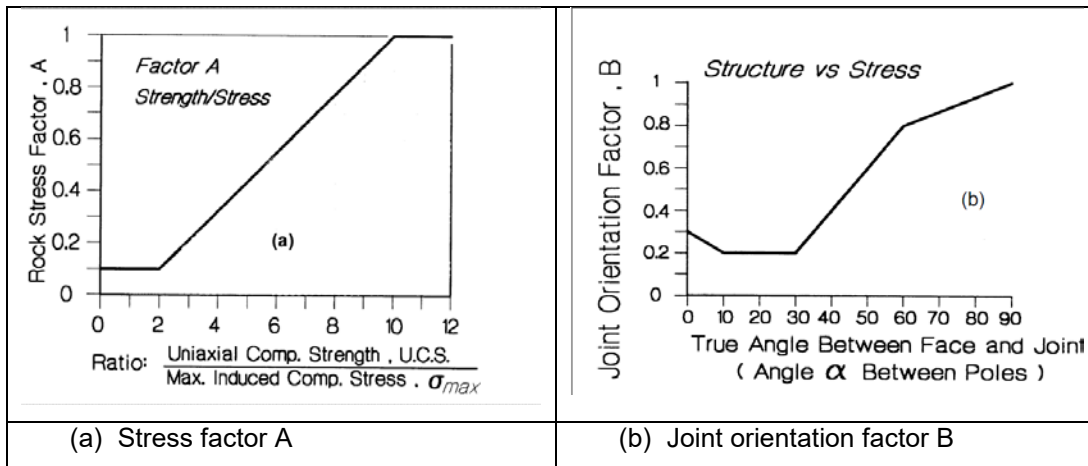 1
0.8
0.6
0.4
0.2
0
Rock Stress Factor , A
Factor A
Strength/Stress
(a)
0 2 4 6 8 10 12
Ratio: Uniaxial Comp. Strength , U.C.S.
Max. Induced Comp. Stress . σmax
(a) Stress factor A
Structure vs Stress
1
0.8
0.6
0.4
0.2
0
Joint Orientation Factor , B
(b)
0 10 20 30 40 50 60 70 80 90
True Angle Between Face and Joint
( Angle α Between Poles )
(b) Joint orientation factor B